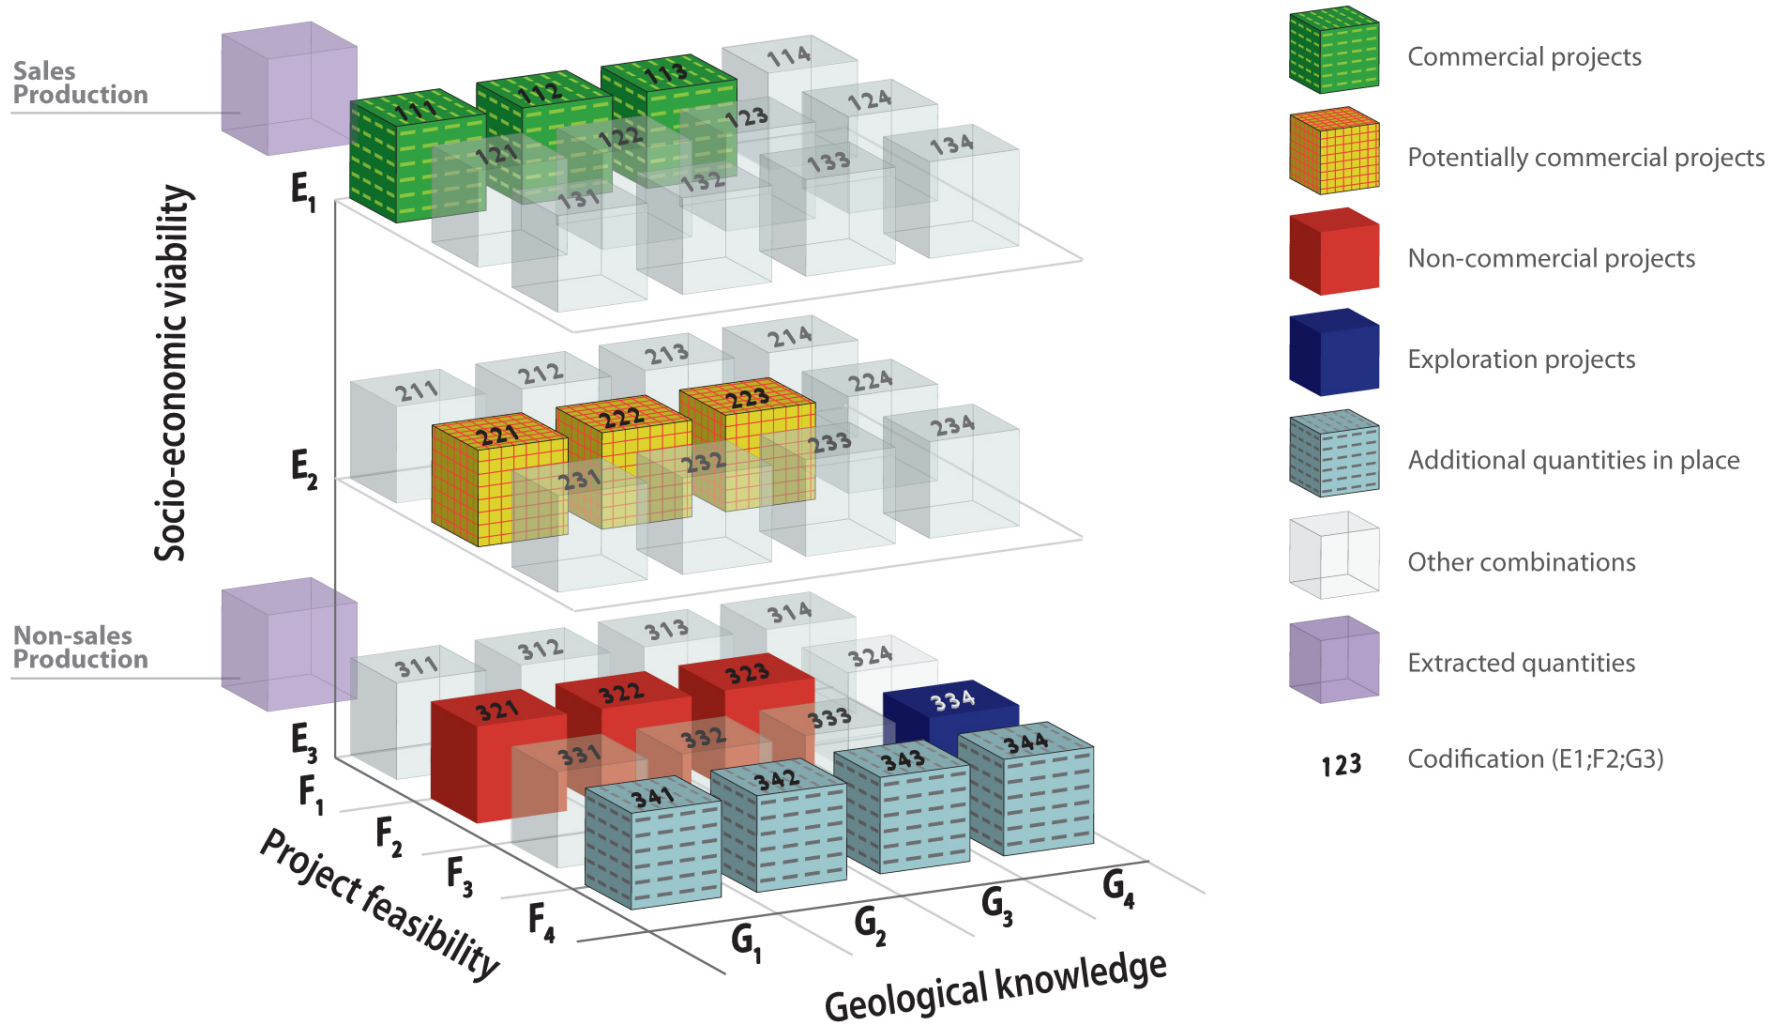 Sales
Production
Socio-economic viability
E1
111
112
113
114
121
122
123
124
131
132
133
134
E2
211
212
213
214
221
222
223
224
231
232
233
234
Non-sales
Production
E3
311
312
313
314
321
322
323
324
331
332
333
334
341
342
343
344
F1
F2
F3
F4
Project feasibility
G1
G2
G3
G4
Geological knowledge
Commercial projects
Potentially commercial projects
Non-commercial projects
Exploration projects
Additional quantities in place
Other combinations
Extracted quantities
123 Codification (E1;F2;G3)